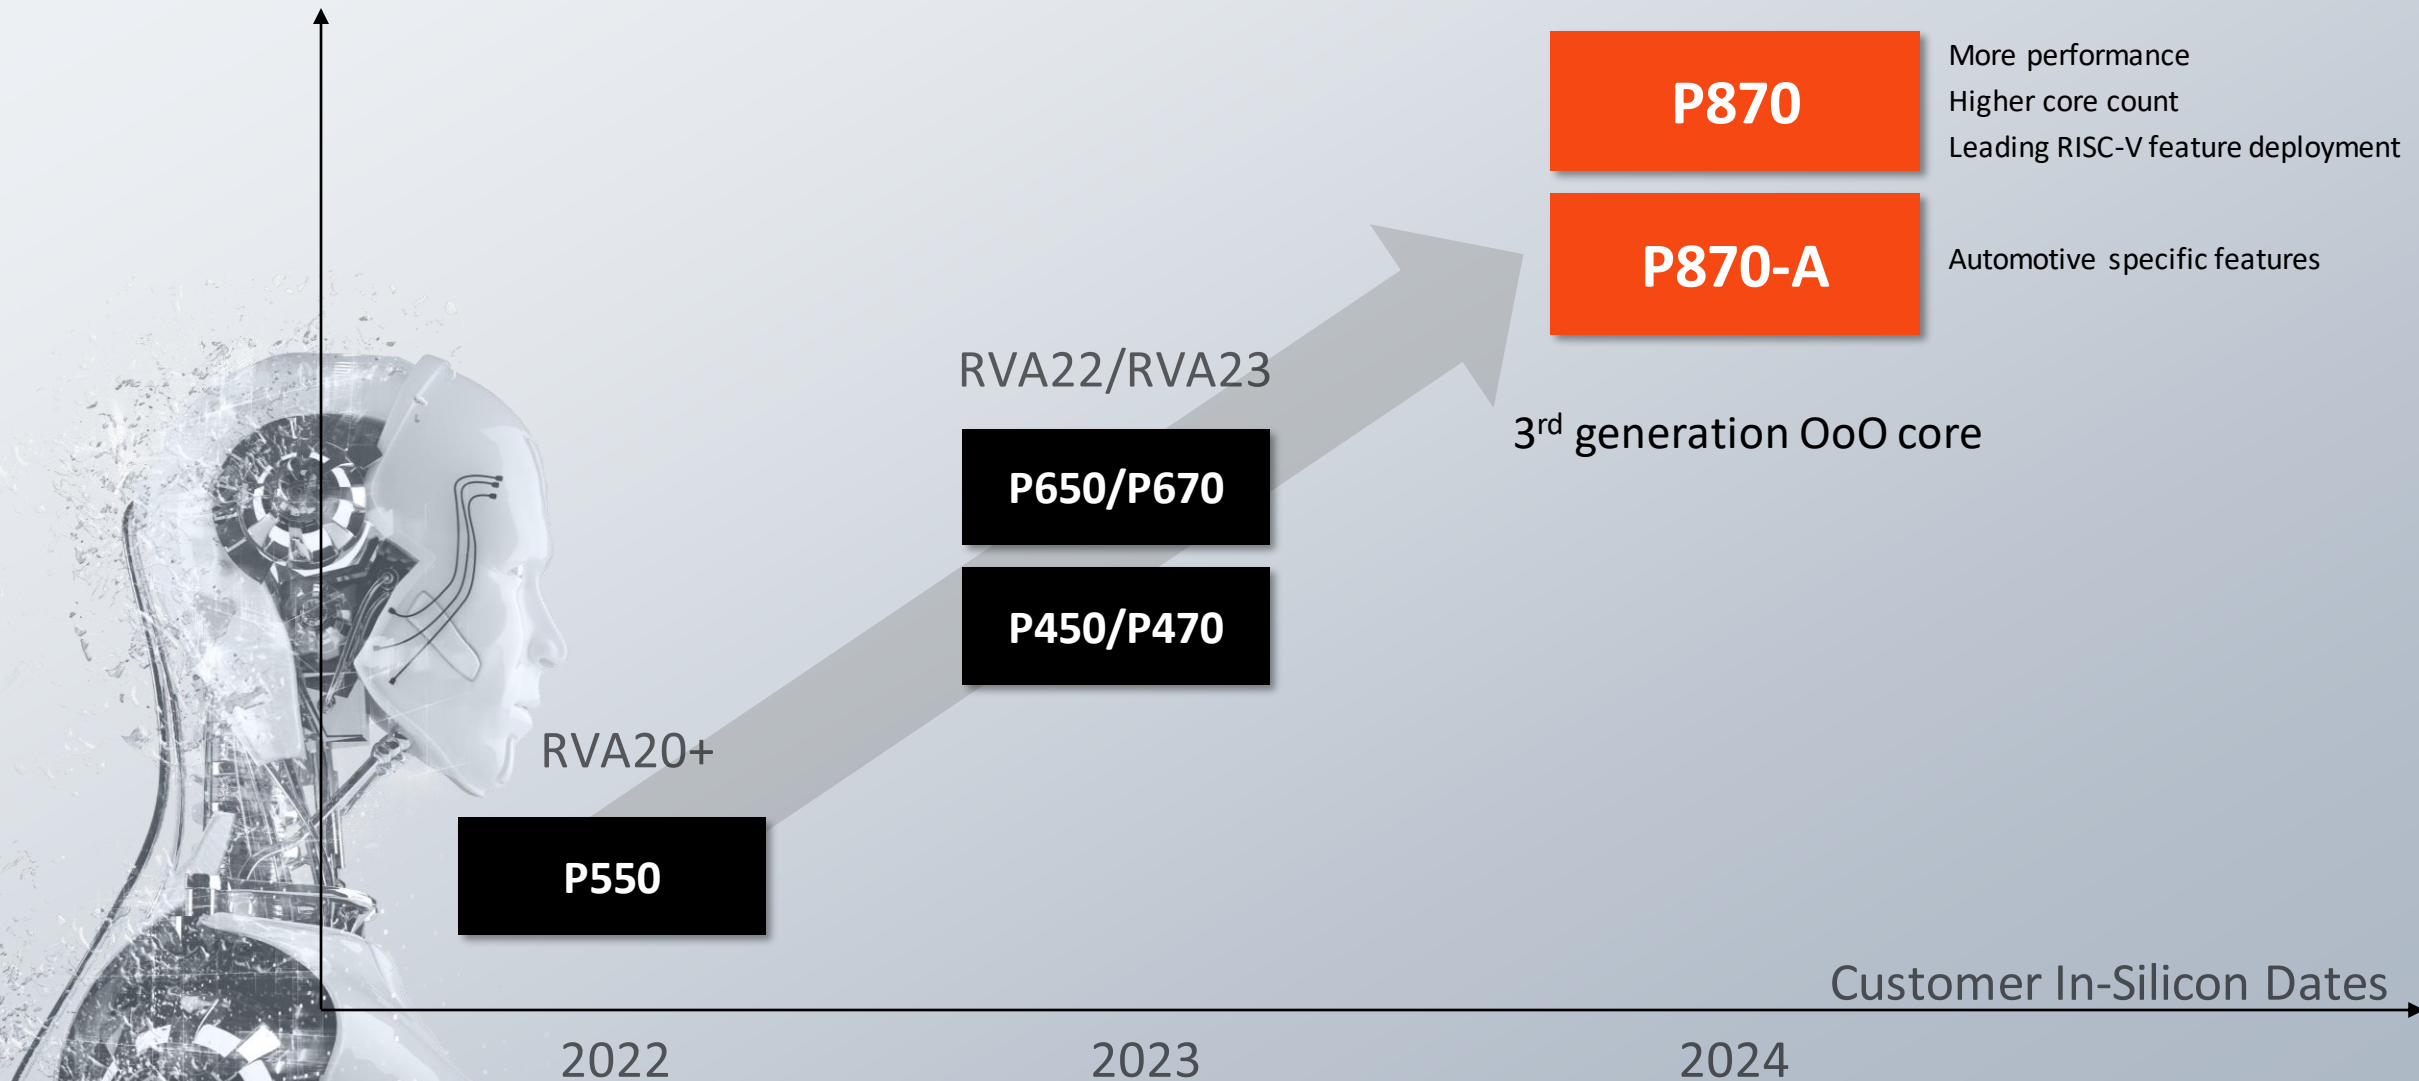 P870
More performance
Higher core count
Leading RISC-V feature deployment
P870-A
Automotive specific features
3rd generation OoO core
RVA22/RVA23
P650/P670
P450/P470
RVA20+
P550
Customer In-Silicon Dates
2022
2023
2024